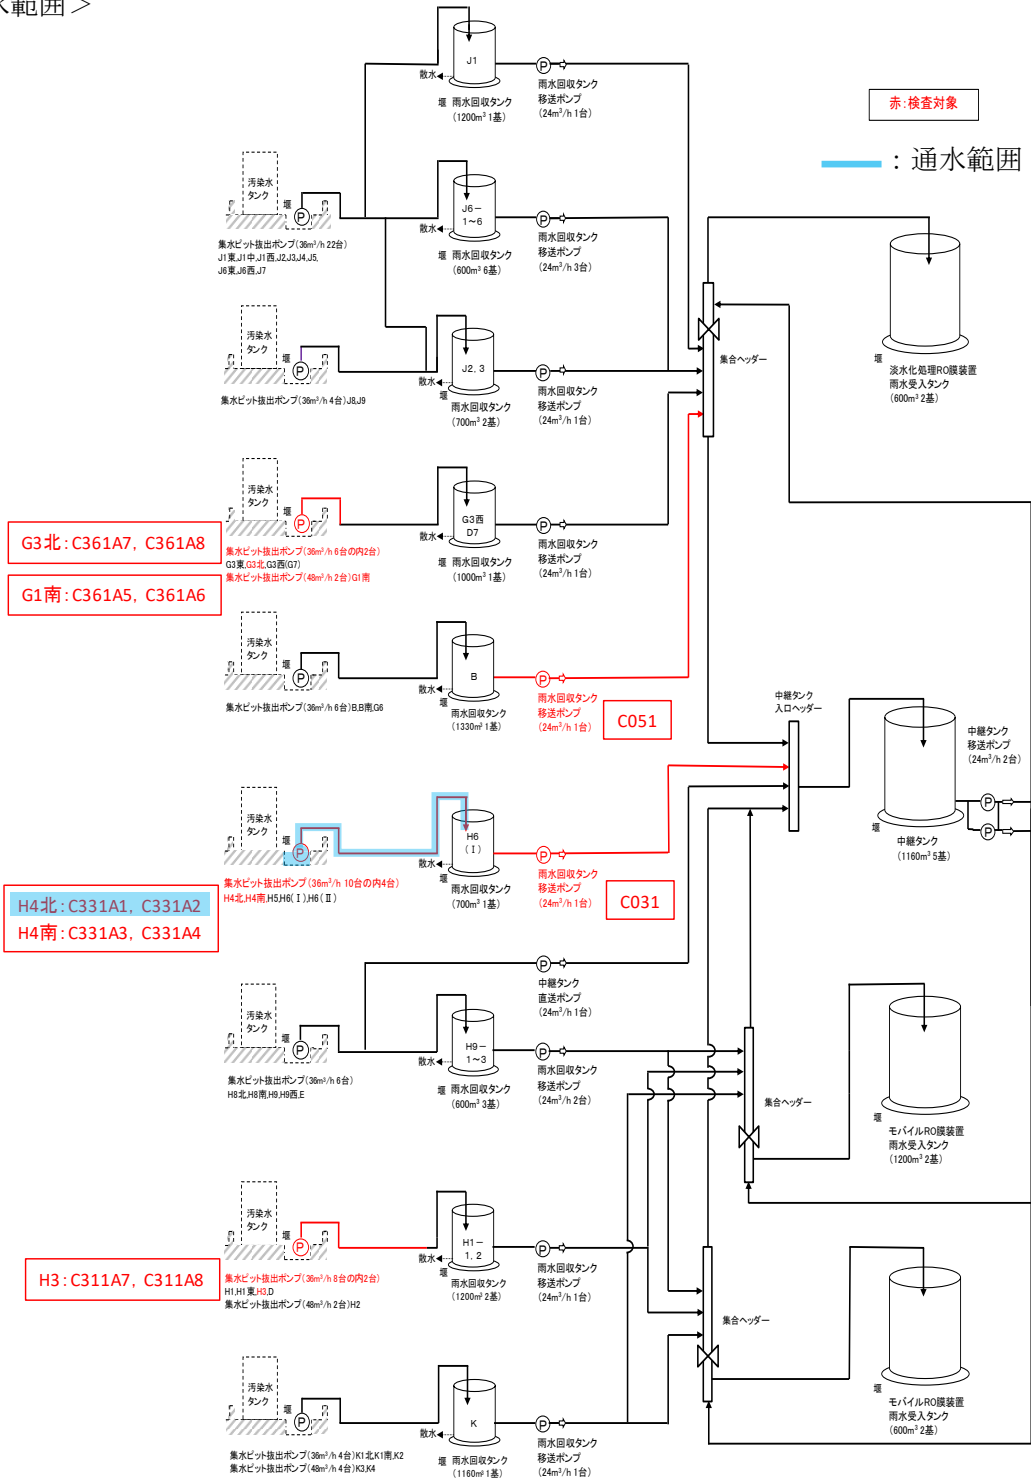 水範囲＞
赤:検査対象
：通水範囲
J1
散水
堰 雨水回収タンク
(1200m³ 1基)
P
雨水回収タンク
移送ポンプ
(24m³/h 1台)
汚染水
タンク
堰
P
集水ピット抜出ポンプ(36m³/h 22台)
J1東,J1中,J1西,J2,J3,J4,J5,
J6東,J6西,J7
J6－
1～6
散水
堰 雨水回収タンク
(600m³ 6基)
P
雨水回収タンク
移送ポンプ
(24m³/h 3台)
集合ヘッダー
堰
淡水化処理RO膜装置
雨水受入タンク
(600m³ 2基)
汚染水
タンク
堰
P
集水ピット抜出ポンプ(36m³/h 4台)J8,J9
J2, 3
散水
堰
雨水回収タンク
(700m³ 2基)
P
雨水回収タンク
移送ポンプ
(24m³/h 1台)
G3北：C361A7, C361A8
G1南：C361A5, C361A6
汚染水
タンク
堰
P
集水ピット抜出ポンプ(36m³/h 6台の内2台)
G3東,G3北,G3西(G7)
集水ピット抜出ポンプ(48m³/h 2台)G1南
G3西
D7
散水
堰 雨水回収タンク
(1000m³ 1基)
P
雨水回収タンク
移送ポンプ
(24m³/h 1台)
汚染水
タンク
堰
P
集水ピット抜出ポンプ(36m³/h 6台)B,B南,G6
B
散水
堰
雨水回収タンク
(1330m³ 1基)
P
雨水回収タンク
移送ポンプ
(24m³/h 1台)
C051
中継タンク
入口ヘッダー
堰
中継タンク
(1160m³ 5基)
中継タンク
移送ポンプ
(24m³/h 2台)
P
P
汚染水
タンク
堰
P
集水ピット抜出ポンプ(36m³/h 10台の内4台)
H4北,H4南,H5,H6(Ⅰ),H6(Ⅱ)
H4北：C331A1, C331A2
H4南：C331A3, C331A4
H6
(Ⅰ)
散水
堰
雨水回収タンク
(700m³ 1基)
P
雨水回収タンク
移送ポンプ
(24m³/h 1台)
C031
P
中継タンク
直送ポンプ
(24m³/h 1台)
汚染水
タンク
堰
P
集水ピット抜出ポンプ(36m³/h 6台)
H8北,H8南,H9,H9西,E
H9－
1～3
散水
堰 雨水回収タンク
(600m³ 3基)
P
雨水回収タンク
移送ポンプ
(24m³/h 2台)
集合ヘッダー
堰
モバイルRO膜装置
雨水受入タンク
(1200m³ 2基)
H3：C311A7, C311A8
汚染水
タンク
堰
P
集水ピット抜出ポンプ(36m³/h 8台の内2台)
H1,H1東,H3,D
集水ピット抜出ポンプ(48m³/h 2台)H2
H1－
1, 2
散水
堰
雨水回収タンク
(1200m³ 2基)
P
雨水回収タンク
移送ポンプ
(24m³/h 1台)
集合ヘッダー
堰
モバイルRO膜装置
雨水受入タンク
(600m³ 2基)
汚染水
タンク
堰
P
集水ピット抜出ポンプ(36m³/h 4台)K1北,K1南,K2
集水ピット抜出ポンプ(48m³/h 4台)K3,K4
K
散水
堰 雨水回収タンク
(1160m³ 1基)
P
雨水回収タンク
移送ポンプ
(24m³/h 1台)